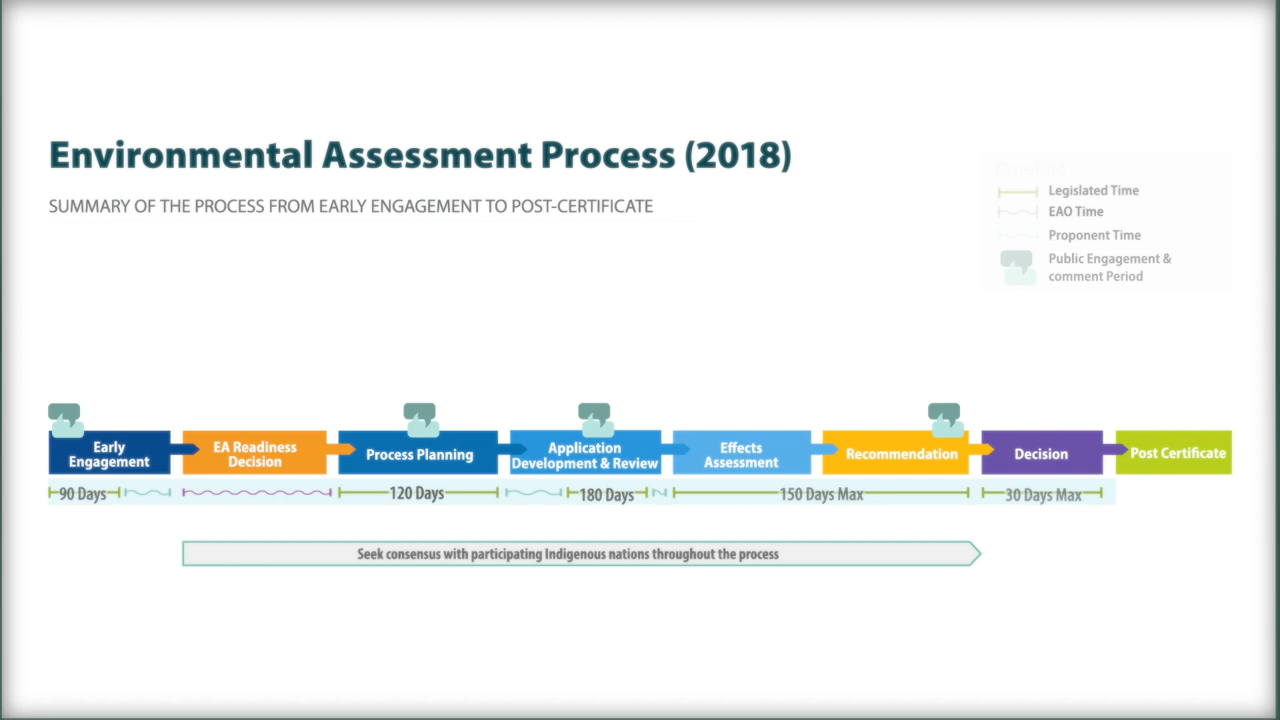 Environmental Assessment Process (2018)
SUMMARY OF THE PROCESS FROM EARLY ENGAGEMENT TO POST-CERTIFICATE
Legislated Time
EAO Time
Proponent Time
Public Engagement &
comment Period
Early
Engagement
EA Readiness
Decision
Process Planning
Application
Development & Review
Effects
Assessment
Recommendation
Decision
Post Certificate
90 Days
120 Days
180 Days
150 Days Max
30 Days Max
Seek consensus with participating Indigenous nations throughout the process